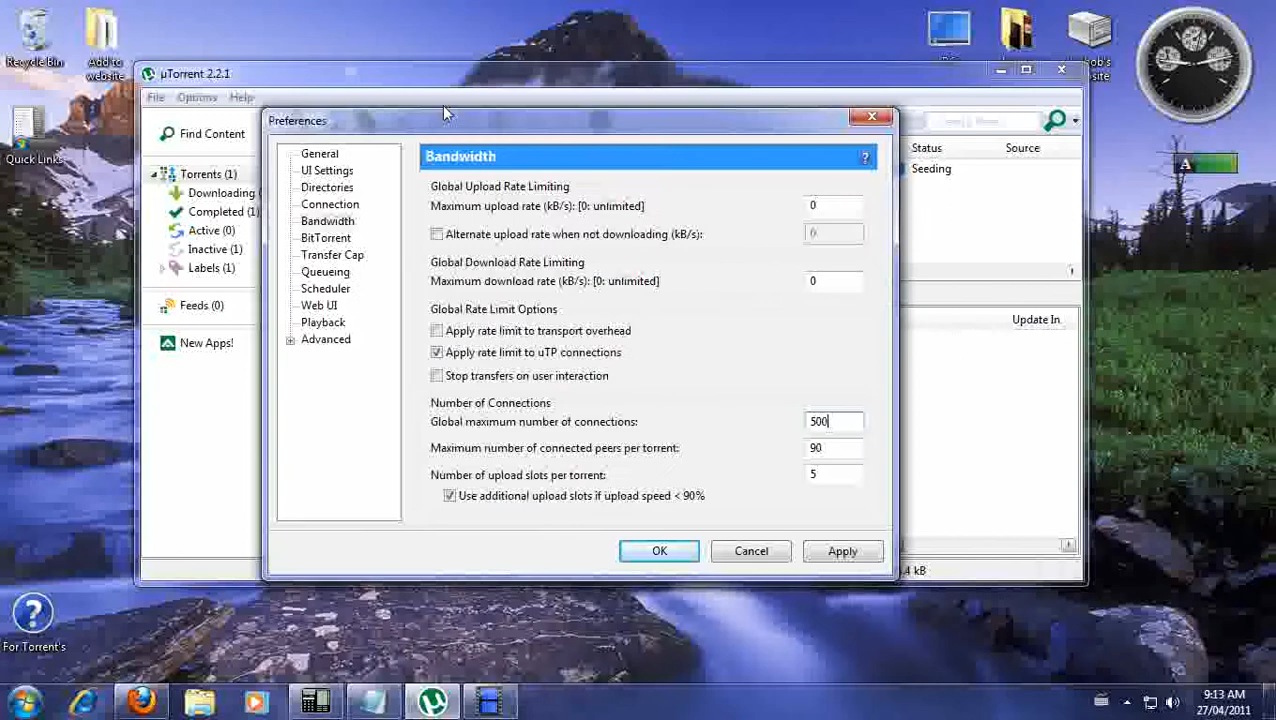 Recycle Bin
Add to
website
Quick Links
µTorrent 2.2.1
File Options Help
Find Content
Torrents (1)
Downloading
Completed (1)
Active (0)
Inactive (1)
Labels (1)
Feeds (0)
New Apps!
Preferences
General
UI Settings
Directories
Connection
Bandwidth
BitTorrent
Transfer Cap
Queueing
Scheduler
Web UI
Playback
Advanced
Bandwidth
?
Global Upload Rate Limiting
Maximum upload rate (kB/s): [0: unlimited] 0
Alternate upload rate when not downloading (kB/s): 0
Global Download Rate Limiting
Maximum download rate (kB/s): [0: unlimited] 0
Global Rate Limit Options
Apply rate limit to transport overhead
Apply rate limit to uTP connections
Stop transfers on user interaction
Number of Connections
Global maximum number of connections: 500
Maximum number of connected peers per torrent: 90
Number of upload slots per torrent: 5
Use additional upload slots if upload speed < 90%
OK Cancel Apply
Status Source
Seeding
Update In
.4 kB
A
For Torrent's
9:13 AM
27/04/2011